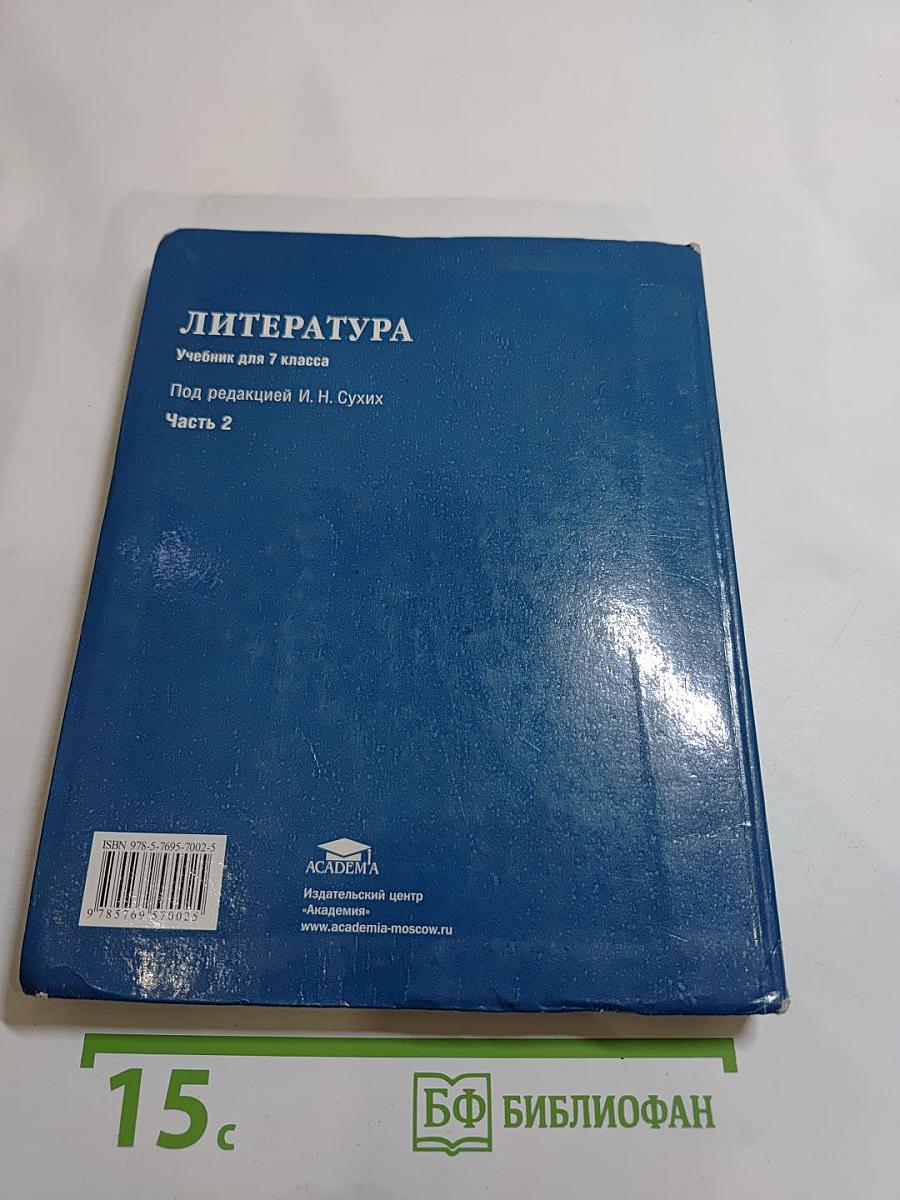 ЛИТЕРАТУРА
Учебник для 7 класса
Под редакцией И. Н. Сухих
Часть 2
ISBN 978-5-7695-7002-5
9 785769 570025
ACADEMA
Издательский центр
«Академия»
www.academia-moscow.ru
15 с
БФ БИБЛИОФАН